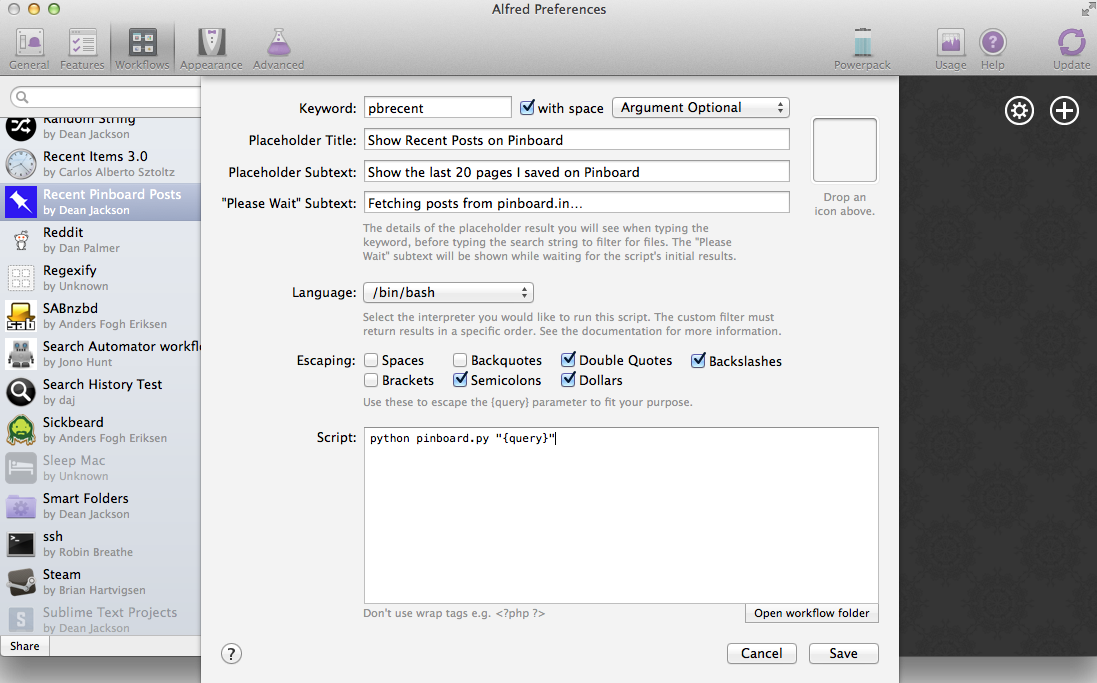 Alfred Preferences
General
Features
Workflows
Appearance
Advanced
Powerpack
Usage
Help
Update
Random String
by Dean Jackson
Recent Items 3.0
by Carlos Alberto Sztoltz
Recent Pinboard Posts
by Dean Jackson
Reddit
by Dan Palmer
Regexify
by Unknown
SABnzbd
by Anders Fogh Eriksen
Search Automator workfl
by Jono Hunt
Search History Test
by daj
Sickbeard
by Anders Fogh Eriksen
Sleep Mac
by Unknown
Smart Folders
by Dean Jackson
ssh
by Robin Breathe
Steam
by Brian Hartvigsen
Sublime Text Projects
by Dean Jackson
Share
Keyword: pbrecent with space Argument Optional
Placeholder Title: Show Recent Posts on Pinboard
Placeholder Subtext: Show the last 20 pages I saved on Pinboard
"Please Wait" Subtext: Fetching posts from pinboard.in...
Drop an
icon above.
The details of the placeholder result you will see when typing the
keyword, before typing the search string to filter for files. The "Please
Wait" subtext will be shown while waiting for the script's initial results.
Language: /bin/bash
Select the interpreter you would like to run this script. The custom filter must
return results in a specific order. See the documentation for more information.
Escaping: Spaces Backquotes Double Quotes Backslashes
Brackets Semicolons Dollars
Use these to escape the {query} parameter to fit your purpose.
Script: python pinboard.py "{query}"
Don't use wrap tags e.g. <?php ?>
Open workflow folder
?
Cancel
Save